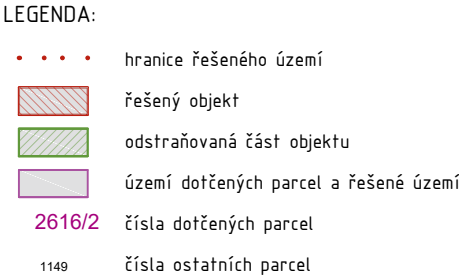 LEGENDA:
hranice řešeného území
řešený objekt
odstraňovaná část objektu
území dotčených parcel a řešené území
2616/2 čísla dotčených parcel
1149 čísla ostatních parcel